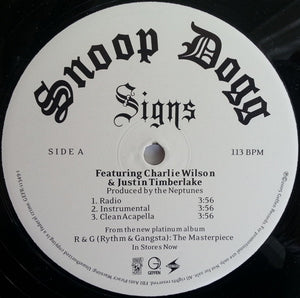 Snoop Dogg
Signs
SIDE A
113 BPM
Featuring Charlie Wilson
& Justin Timberlake
Produced by the Neptunes
1. Radio 3:56
2. Instrumental 3:56
3. Clean Acapella 3:56
From the new platinum album
R & G (Rythm & Gangsta): The Masterpiece
In Stores Now
GEFFEN